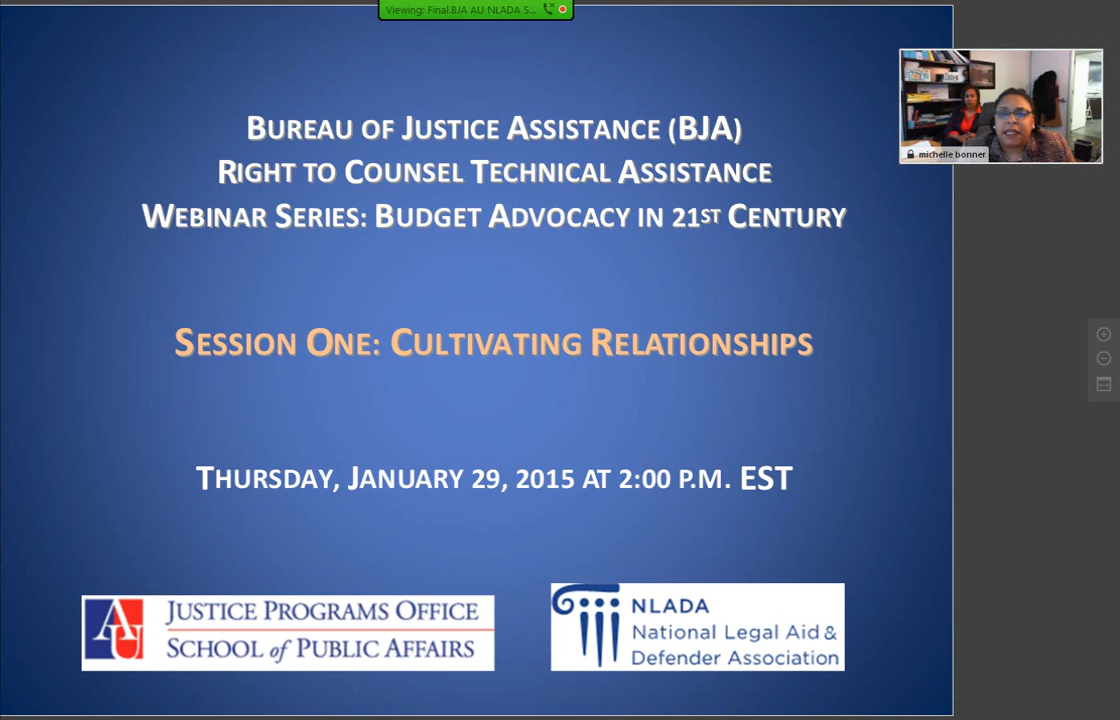 Viewing: Final.BJA AU NLADA S...
BUREAU OF JUSTICE ASSISTANCE (BJA)
RIGHT TO COUNSEL TECHNICAL ASSISTANCE
WEBINAR SERIES: BUDGET ADVOCACY IN 21ST CENTURY
michelle bonner
SESSION ONE: CULTIVATING RELATIONSHIPS
THURSDAY, JANUARY 29, 2015 AT 2:00 P.M. EST
AU
JUSTICE PROGRAMS OFFICE
SCHOOL of PUBLIC AFFAIRS
NLADA
National Legal Aid &
Defender Association